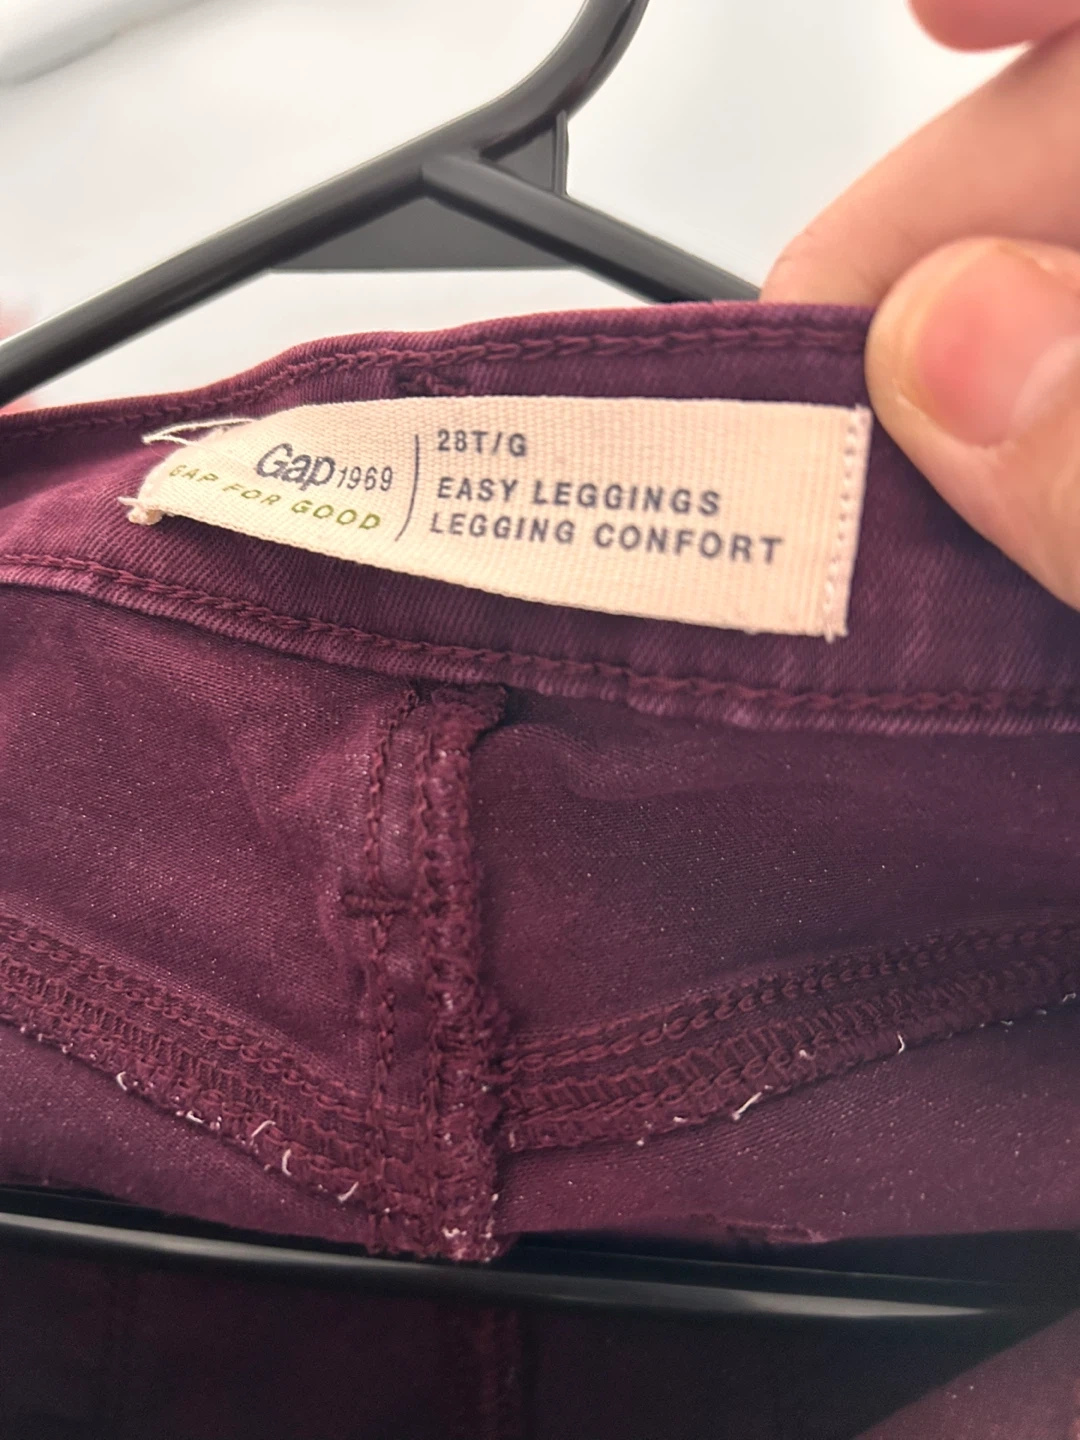 Gap 1969
GAP FOR GOOD
28T/G
EASY LEGGINGS
LEGGING CONFORT